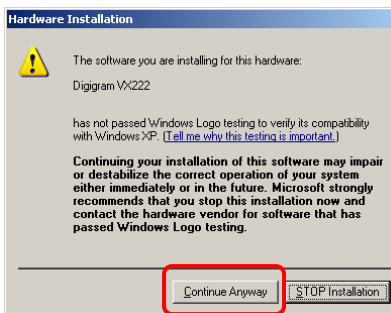 Hardware Installation
The software you are installing for this hardware:
Digigram VX222
has not passed Windows Logo testing to verify its compatibility
with Windows XP. (Tell me why this testing is important.)
Continuing your installation of this software may impair
or destabilize the correct operation of your system
either immediately or in the future. Microsoft strongly
recommends that you stop this installation now and
contact the hardware vendor for software that has
passed Windows Logo testing.
Continue Anyway STOP Installation